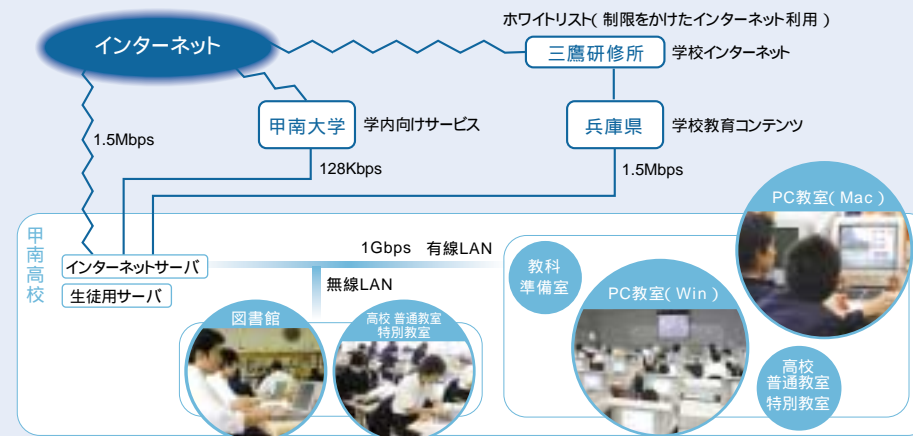 ホワイトリスト(制限をかけたインターネット利用)
インターネット
三鷹研修所
学校インターネット
甲南大学
学内向けサービス
兵庫県
学校教育コンテンツ
1.5Mbps
128Kbps
1.5Mbps
PC教室(Mac)
甲南高校
1Gbps 有線LAN
インターネットサーバ
教科
準備室
無線LAN
生徒用サーバ
PC教室(Win)
図書館
高校 普通教室
特別教室
高校
普通教室
特別教室